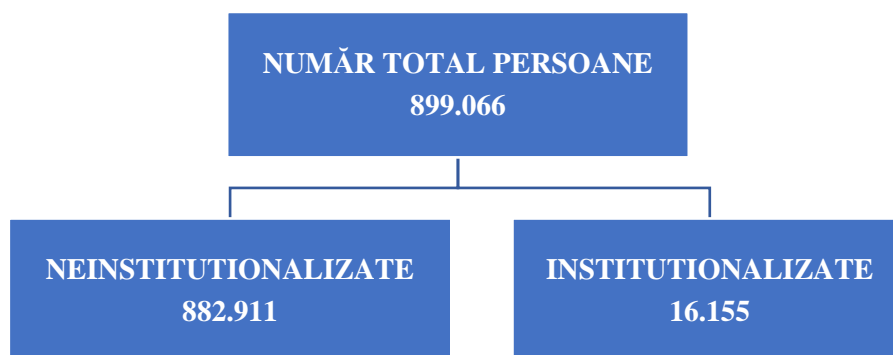 NUMĂR TOTAL PERSOANE
899.066
NEINSTITUTIONALIZATE
882.911
INSTITUTIONALIZATE
16.155